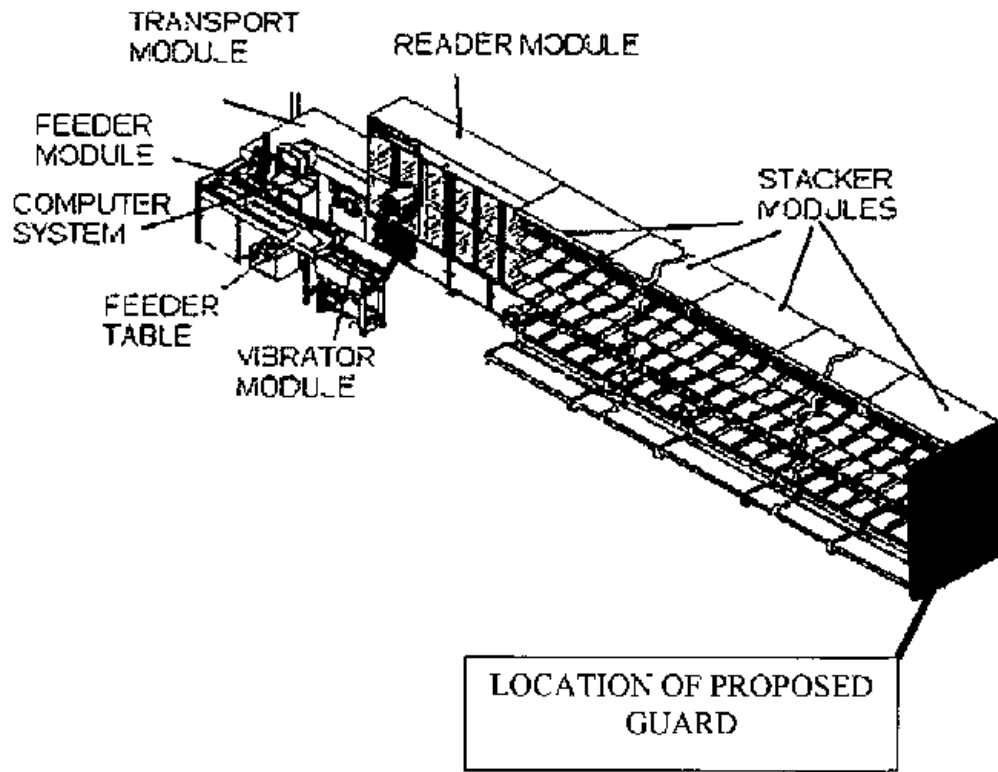 TRANSPORT
MODULE
READER MODULE
FEEDER
MODULE
COMPUTER
SYSTEM
STACKER
MODULES
FEEDER
TABLE
VIBRATOR
MODULE
LOCATION OF PROPOSED
GUARD